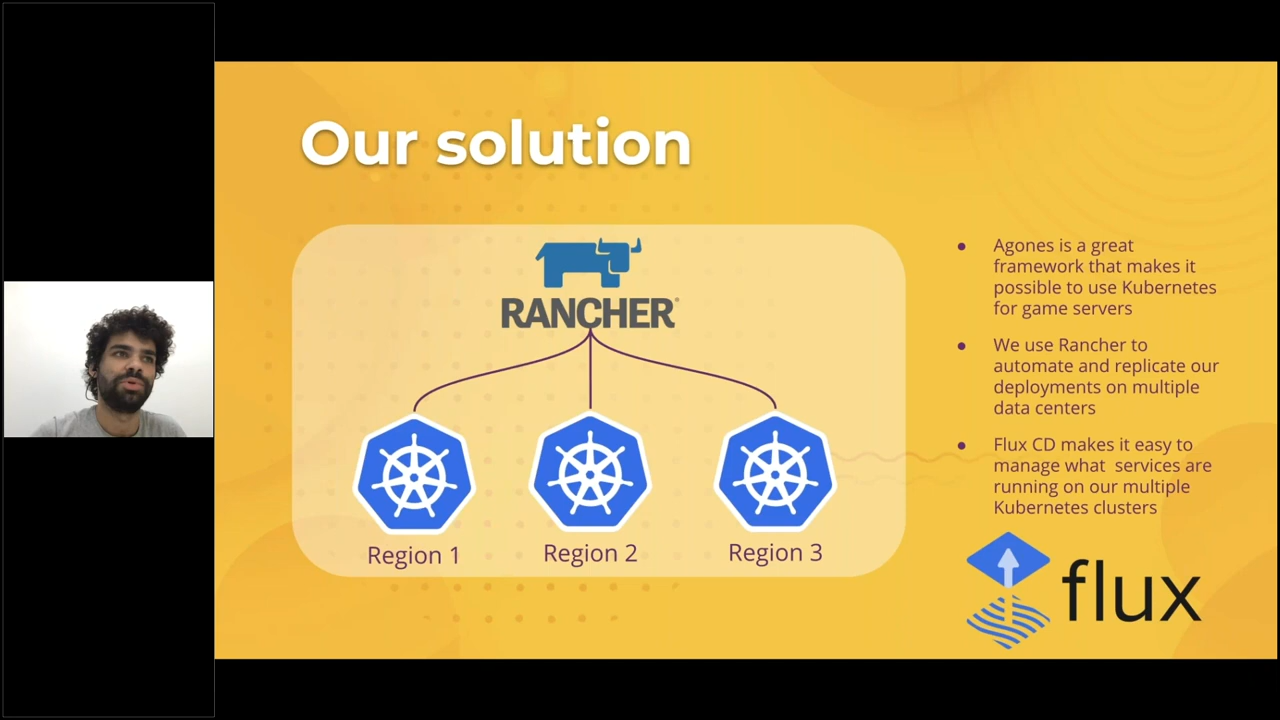 Our solution
RANCHER
Region 1
Region 2
Region 3
● Agones is a great
framework that makes it
possible to use Kubernetes
for game servers
● We use Rancher to
automate and replicate our
deployments on multiple
data centers
● Flux CD makes it easy to
manage what services are
running on our multiple
Kubernetes clusters
flux